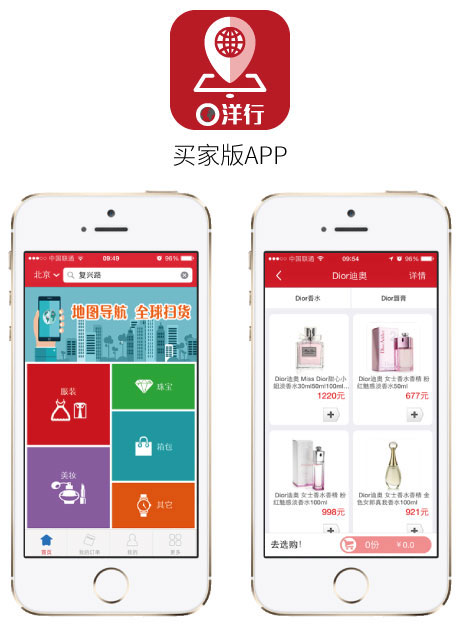 洋行
买家版APP
中国联通
09:49
96%
北京
复兴路
地图导航 全球扫货
服装
珠宝
箱包
美妆
其它
首页
我的订单
我的
更多
中国联通
09:54
96%
Dior迪奥
详情
Dior香水
Dior唇膏
Dior迪奥 Miss Dior甜心小
姐淡香水30ml50ml100ml...
1220元
Dior迪奥 女士香水香精 粉
红魅惑淡香水50ml
677元
Dior迪奥 女士香水香精 粉
红魅惑淡香水100ml
998元
Dior迪奥 女士香水香精 金
色女郎真我香水100ml
921元
去选购!
0份
￥0.0